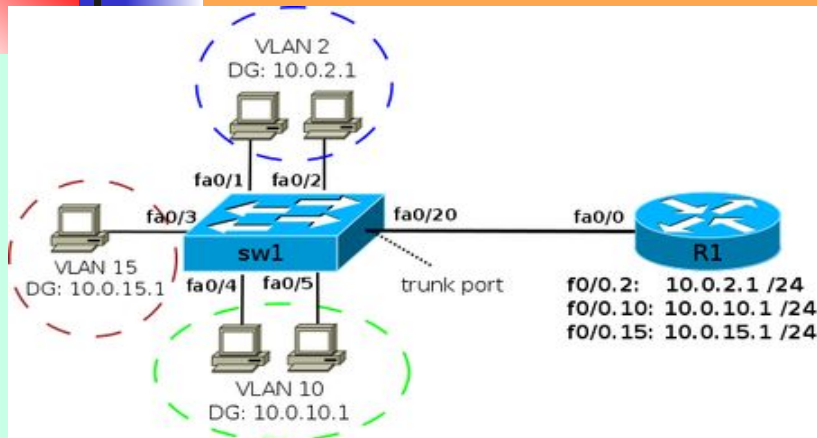 VLAN 2
DG: 10.0.2.1
fa0/1
fa0/2
fa0/3
fa0/20
fa0/0
sw1
R1
VLAN 15
DG: 10.0.15.1
fa0/4
fa0/5
trunk port
f0/0.2: 10.0.2.1 /24
f0/0.10: 10.0.10.1 /24
f0/0.15: 10.0.15.1 /24
VLAN 10
DG: 10.0.10.1